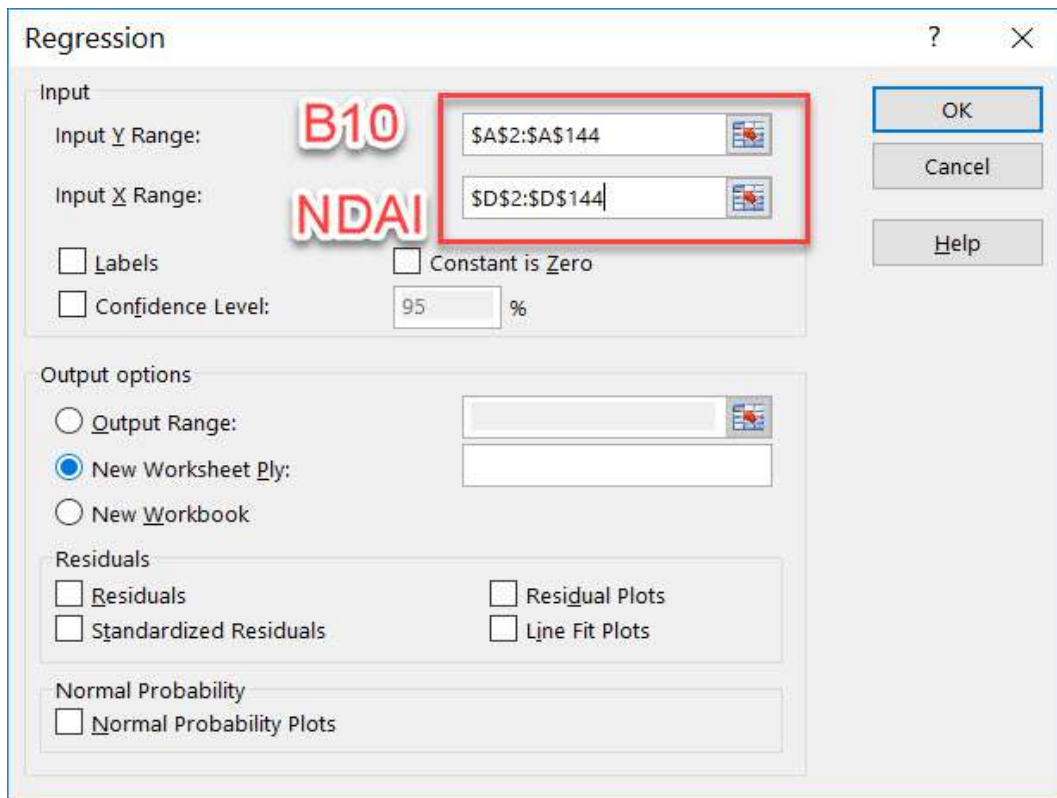 Regression ?
Input
Input Y Range: B10 $A$2:$A$144
Input X Range: NDAI $D$2:$D$144
Labels Constant is Zero
Confidence Level: 95 %
OK
Cancel
Help
Output options
Output Range:
New Worksheet Ply:
New Workbook
Residuals
Residuals Residual Plots
Standardized Residuals Line Fit Plots
Normal Probability
Normal Probability Plots